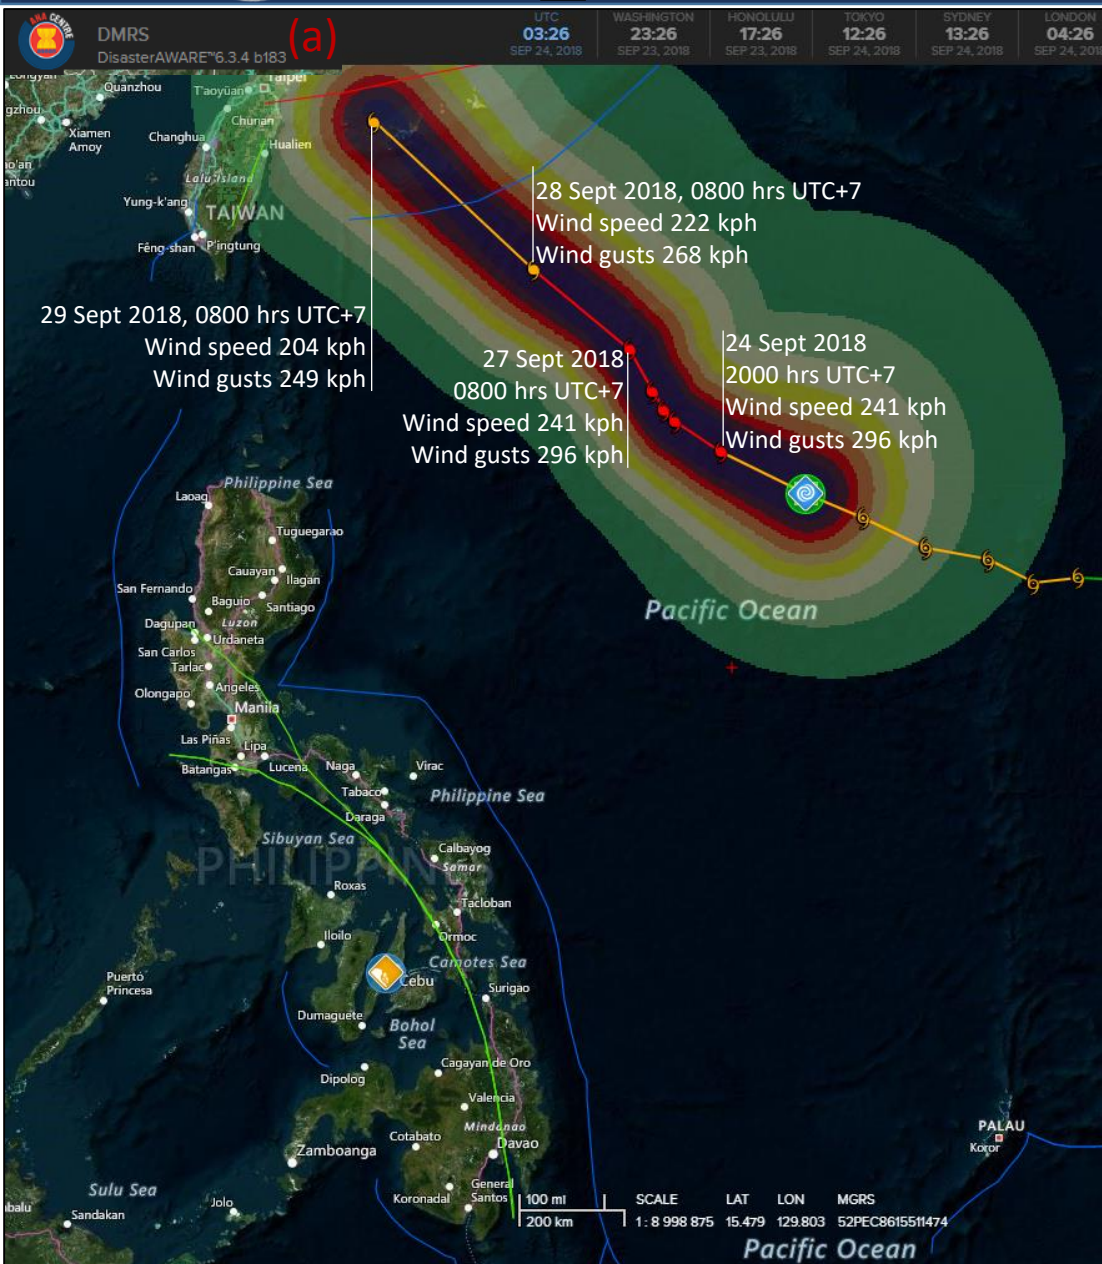 AHA CENTRE
DMRS
DisasterAWARE™6.3.4 b183
(a)
UTC
03:26
SEP 24, 2018
WASHINGTON
23:26
SEP 23, 2018
HONOLULU
17:26
SEP 23, 2018
TOKYO
12:26
SEP 24, 2018
SYDNEY
13:26
SEP 24, 2018
LONDON
04:26
SEP 24, 201
Quanzhou
gzhou
Xiamen
Amoy
antou
Taipei
T'aoyüan
Chunan
Changhua
Hualien
Lalu Island
Yung-k'ang
TAIWAN
Fêng-shan
P'ingtung
28 Sept 2018, 0800 hrs UTC+7
Wind speed 222 kph
Wind gusts 268 kph
29 Sept 2018, 0800 hrs UTC+7
Wind speed 204 kph
Wind gusts 249 kph
27 Sept 2018
0800 hrs UTC+7
Wind speed 241 kph
Wind gusts 296 kph
24 Sept 2018
2000 hrs UTC+7
Wind speed 241 kph
Wind gusts 296 kph
Philippine Sea
Laoag
Tuguegarao
Cauayan
Ilagan
San Fernando
Baguio
Santiago
Luzon
Dagupan
Urdaneta
San Carlos
Tarlac
Angeles
Olongapo
Manila
Las Piñas
Lipa
Batangas
Lucena
Pacific Ocean
Naga
Virac
Tabaco
Daraga
Philippine Sea
Sibuyan Sea
Calbayog
Samar
PHILIPPINES
Roxas
Tacloban
Iloilo
Ormoc
Camotes Sea
Cebu
Puerto
Princesa
Surigao
Dumaguete
Bohol
Sea
Cagayan de Oro
Dipolog
Valencia
Mindanao
Cotabato
Davao
Zamboanga
General
Santos
Koronadal
Sulu Sea
Jolo
Sandakan
abalu
PALAU
Koror
100 mi
200 km
SCALE
1 : 8 998 875
LAT
15.479
LON
129.803
MGRS
52PEC8615511474
Pacific Ocean